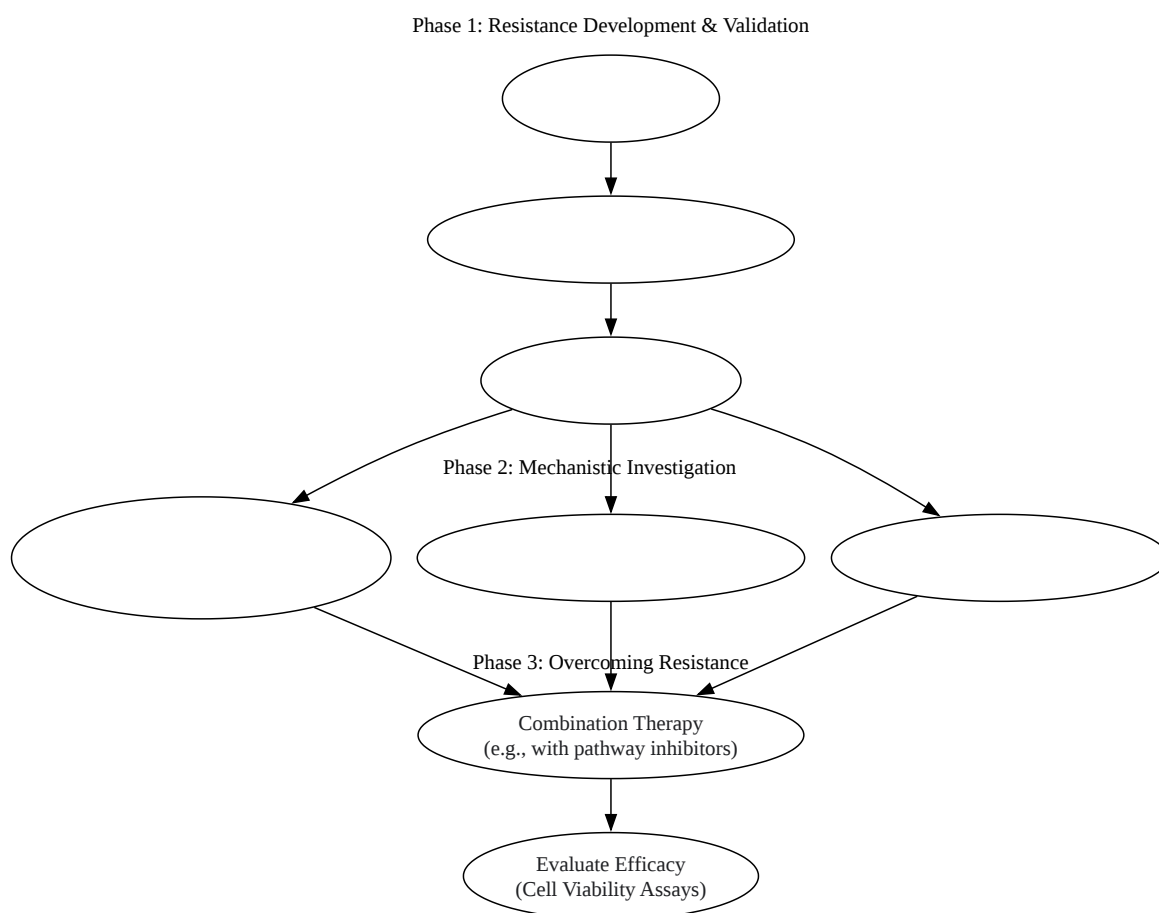 Phase 1: Resistance Development & Validation
Phase 2: Mechanistic Investigation
Phase 3: Overcoming Resistance
Combination Therapy
(e.g., with pathway inhibitors)
Evaluate Efficacy
(Cell Viability Assays)